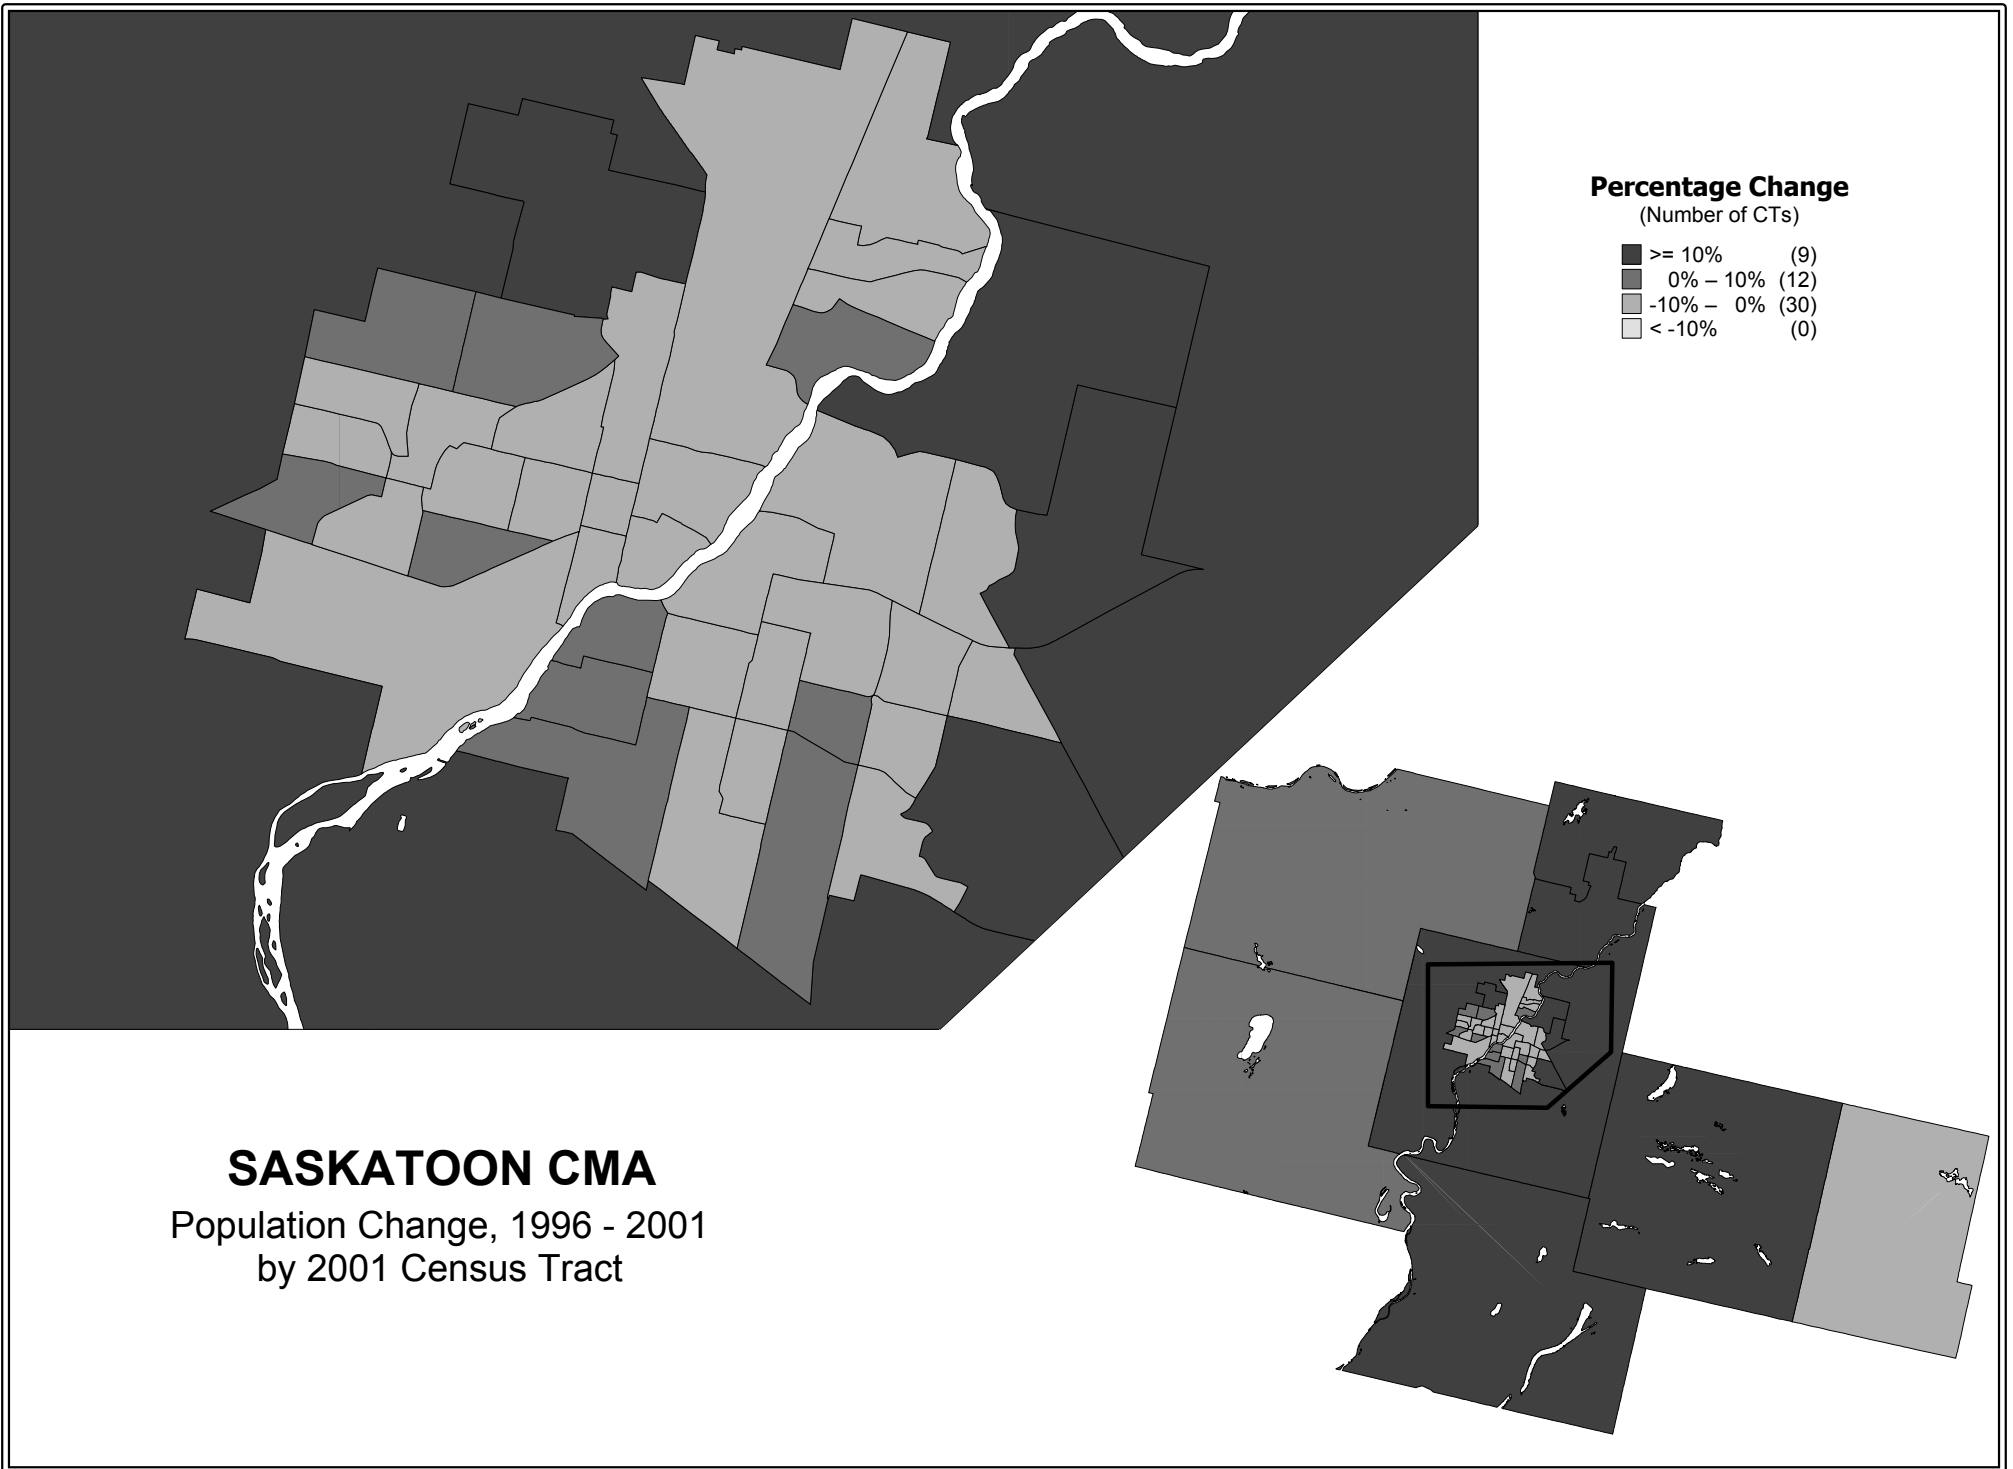 Percentage Change
(Number of CTs)
>= 10% (9)
0% – 10% (12)
-10% – 0% (30)
< -10% (0)
SASKATOON CMA
Population Change, 1996 - 2001
by 2001 Census Tract